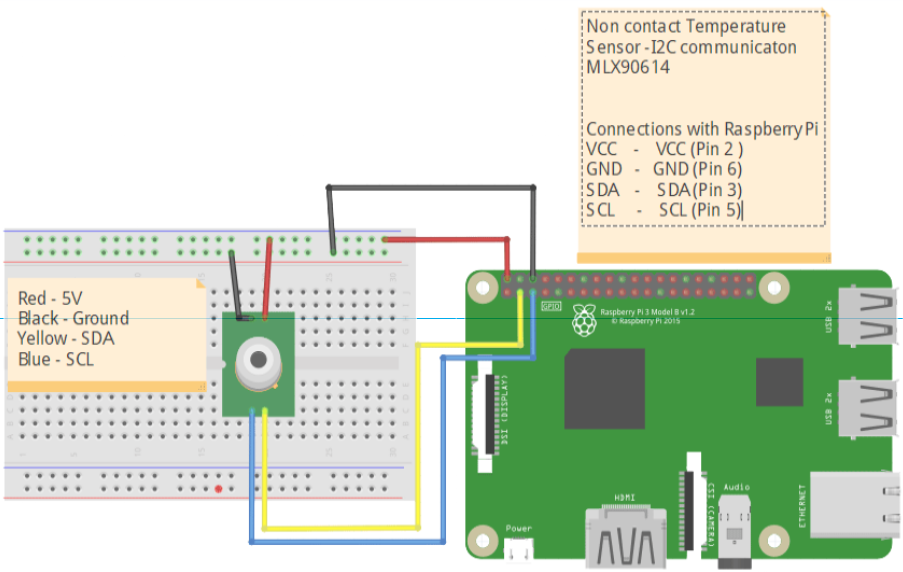 Non contact Temperature
Sensor - I2C communicaton
MLX90614
Connections with Raspberry Pi
VCC - VCC (Pin 2 )
GND - GND (Pin 6)
SDA - SDA (Pin 3)
SCL - SCL (Pin 5)
Red - 5V
Black - Ground
Yellow - SDA
Blue - SCL
GPIO
Raspberry Pi 3 Model B v1.2
© Raspberry Pi 2015
USB 2x
DSI (DISPLAY)
USB 2x
HDMI
CSI (CAMERA)
Audio
ETHERNET
Power